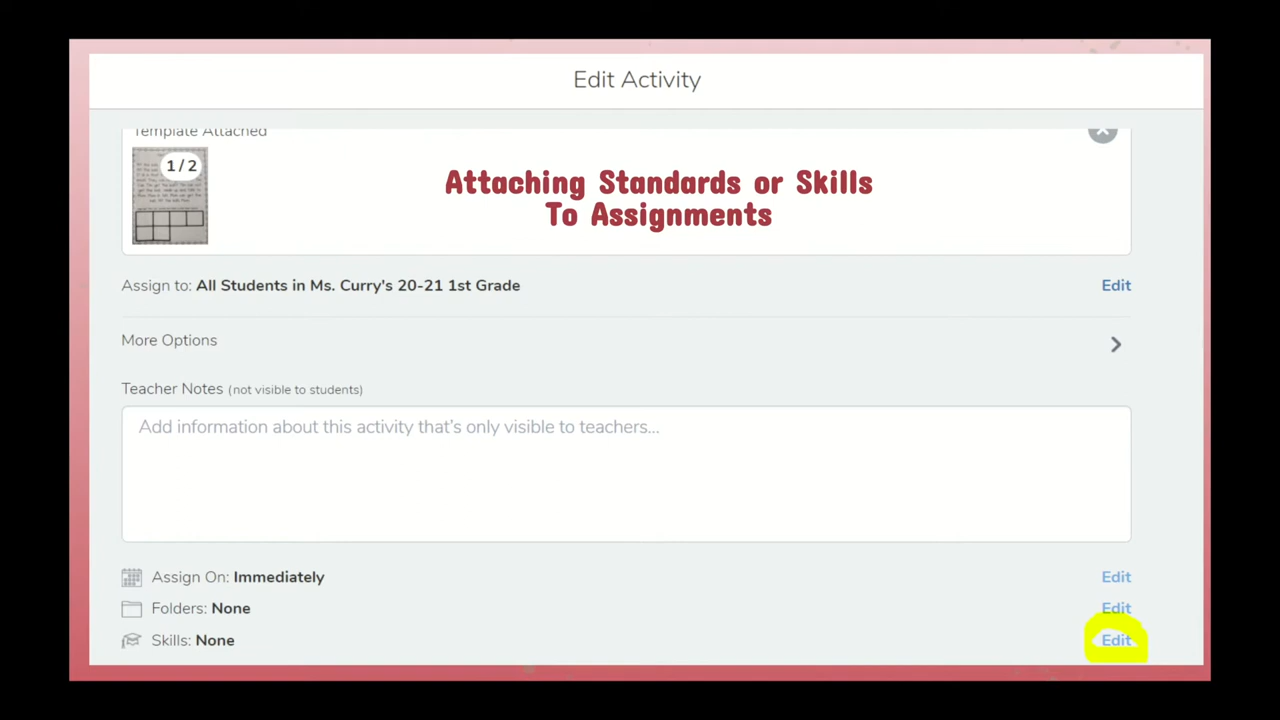 Edit Activity
Template Attached
1 / 2
Attaching Standards or Skills
To Assignments
Assign to: All Students in Ms. Curry's 20-21 1st Grade Edit
More Options
Teacher Notes (not visible to students)
Add information about this activity that's only visible to teachers...
Assign On: Immediately Edit
Folders: None Edit
Skills: None Edit